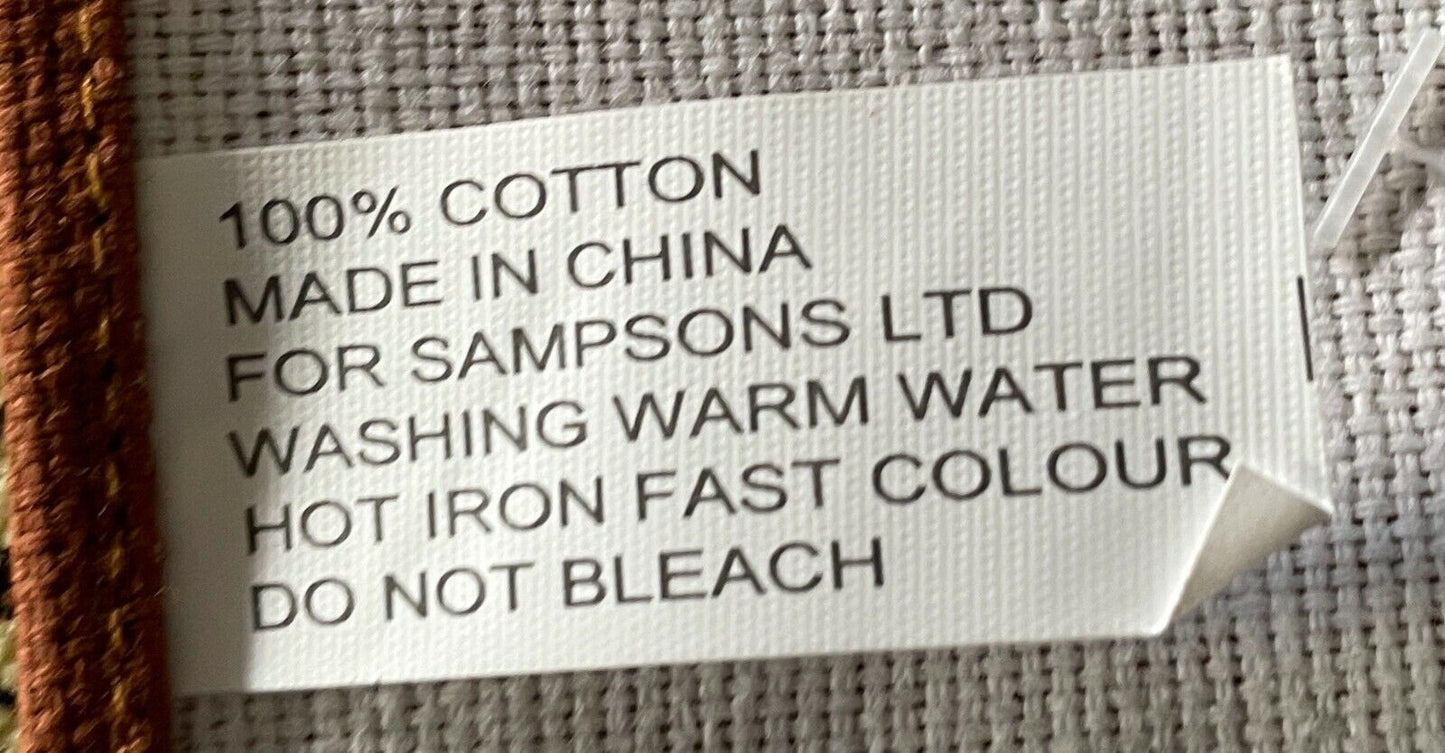 100% COTTON
MADE IN CHINA
FOR SAMPSONS LTD
WASHING WARM WATER
HOT IRON FAST COLOUR
DO NOT BLEACH